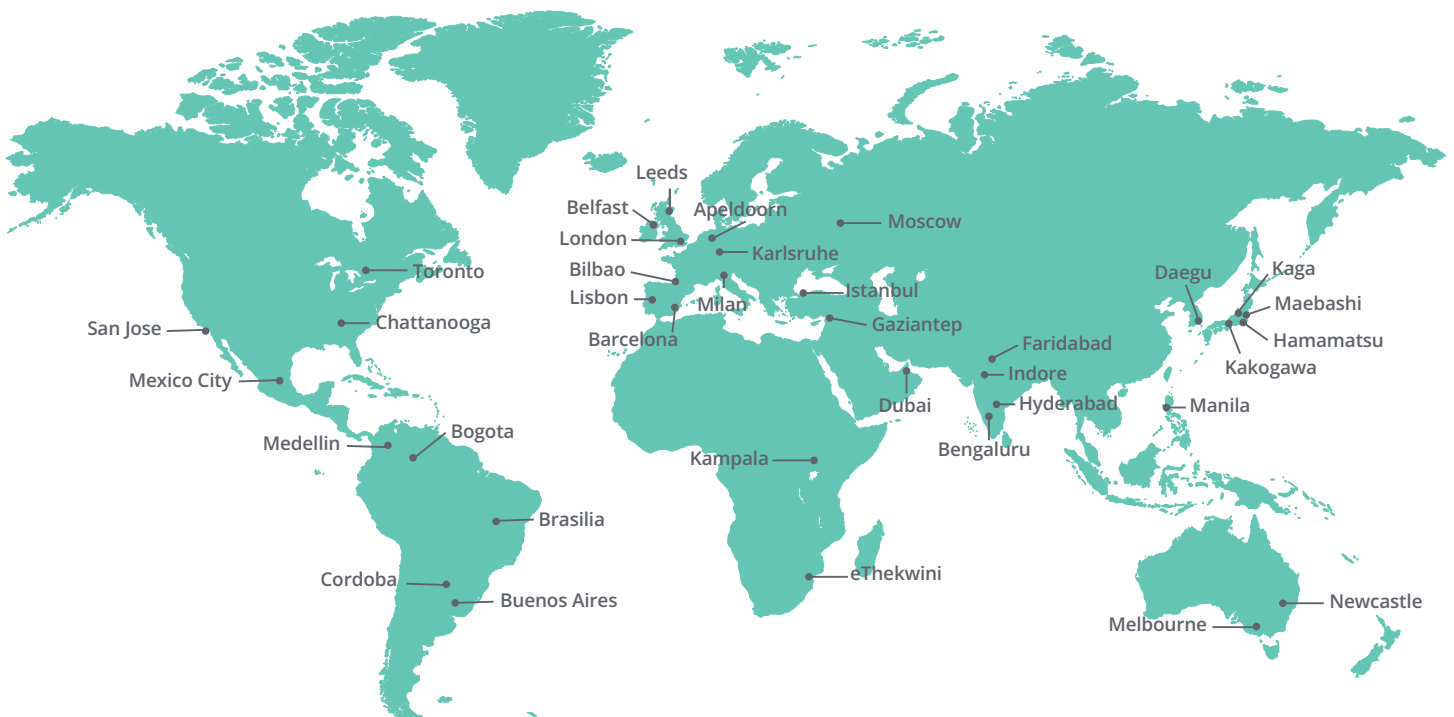 Leeds
Belfast
Apeldoorn
London
Moscow
Karlsruhe
Bilbao
Toronto
Daegu
Kaga
Lisbon
Milan
Istanbul
Maebashi
San Jose
Chattanooga
Barcelona
Gaziantep
Hamamatsu
Faridabad
Kakogawa
Mexico City
Indore
Dubai
Hyderabad
Manila
Medellin
Bogota
Bengaluru
Kampala
Brasilia
Cordoba
eThekwini
Buenos Aires
Newcastle
Melbourne